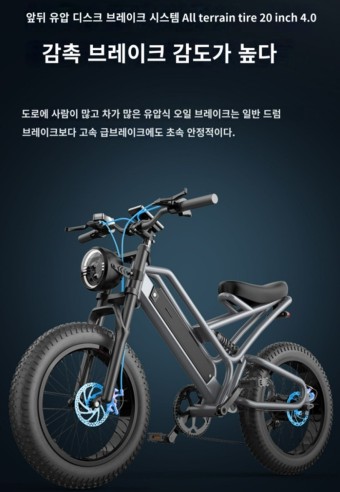 앞뒤 유압 디스크 브레이크 시스템 All terrain tire 20 inch 4.0
감촉 브레이크 감도가 높다
도로에 사람이 많고 차가 많은 유압식 오일 브레이크는 일반 드럼
브레이크보다 고속 급브레이크에도 초속 안정적이다.